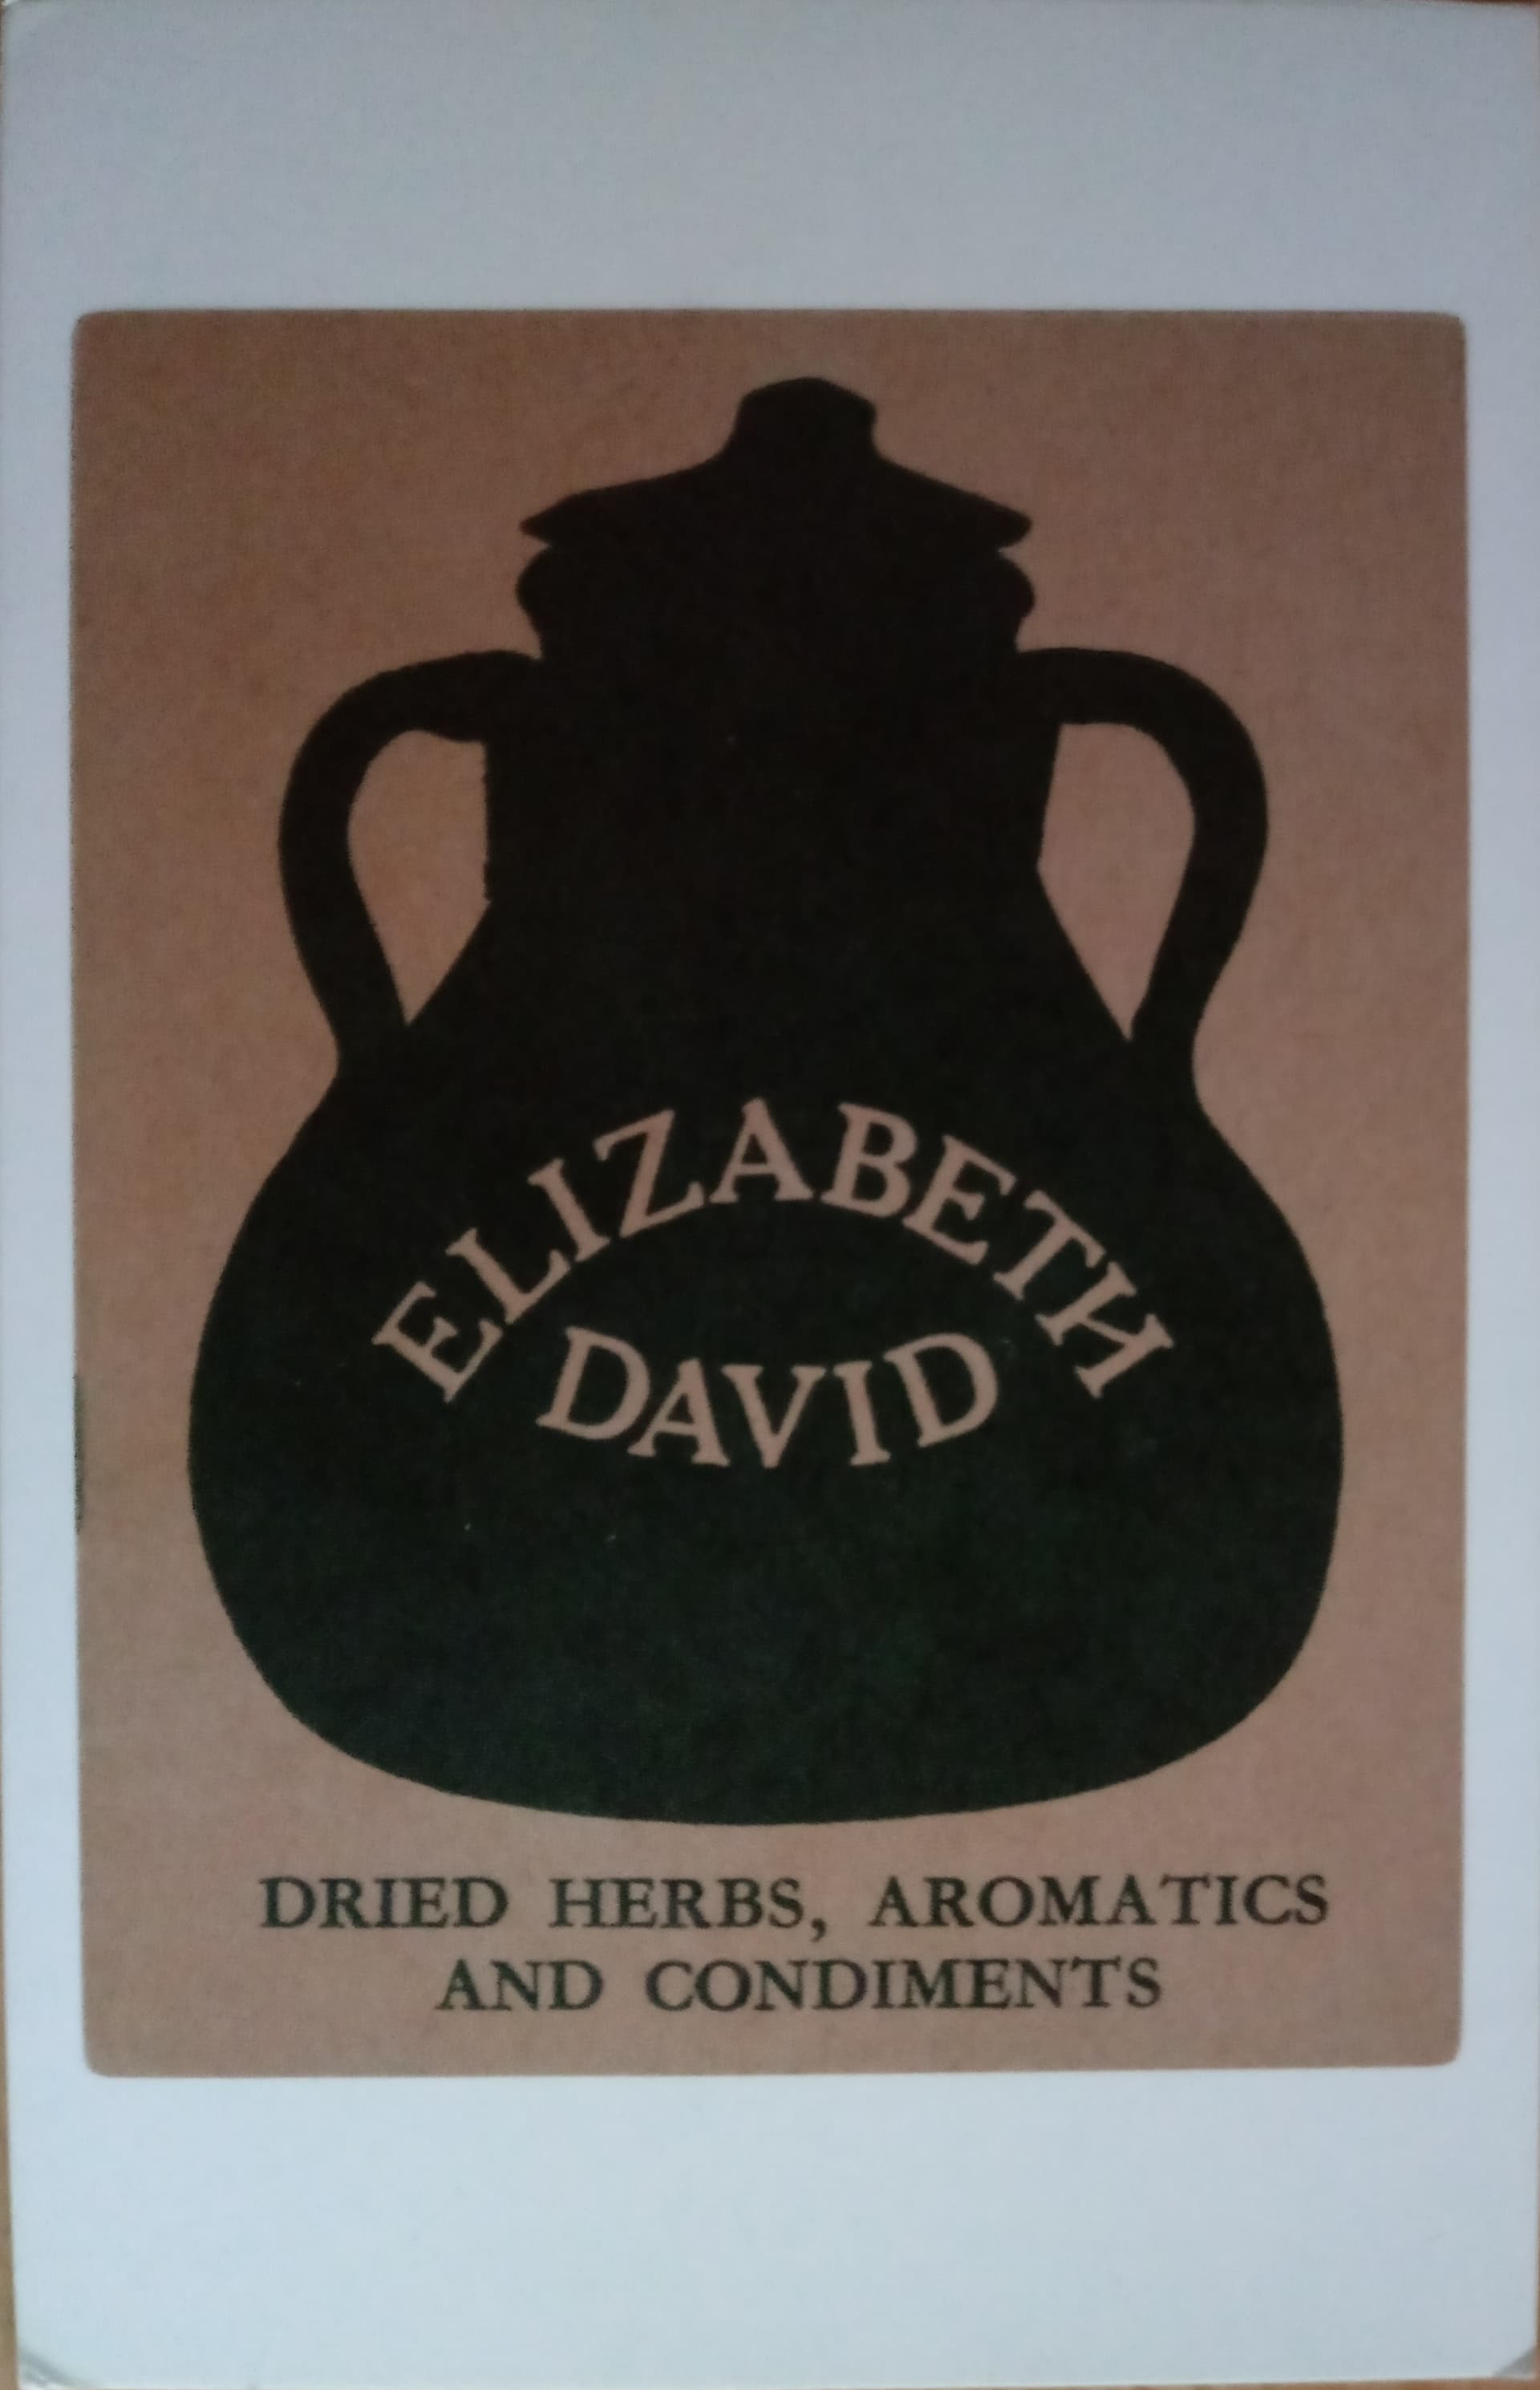 ELIZABETH
DAVID
DRIED HERBS, AROMATICS
AND CONDIMENTS